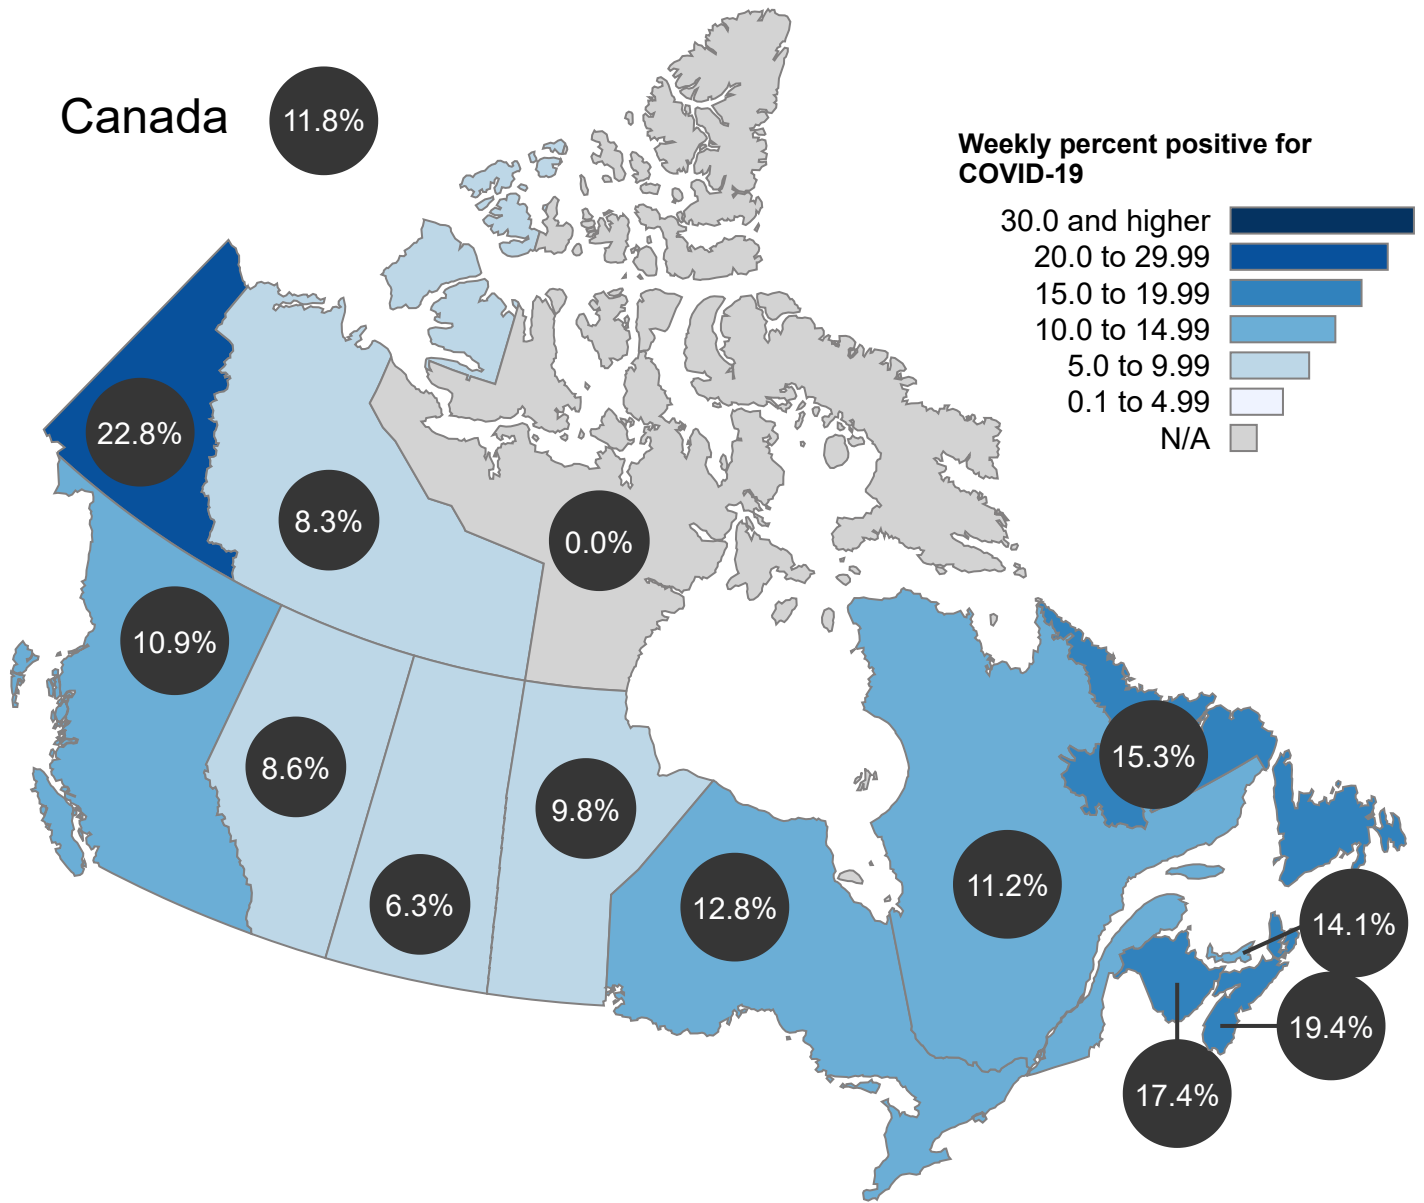 Canada
11.8%
Weekly percent positive for
COVID-19
30.0 and higher
20.0 to 29.99
15.0 to 19.99
10.0 to 14.99
5.0 to 9.99
0.1 to 4.99
N/A
22.8%
8.3%
0.0%
10.9%
8.6%
6.3%
9.8%
12.8%
11.2%
15.3%
14.1%
19.4%
17.4%